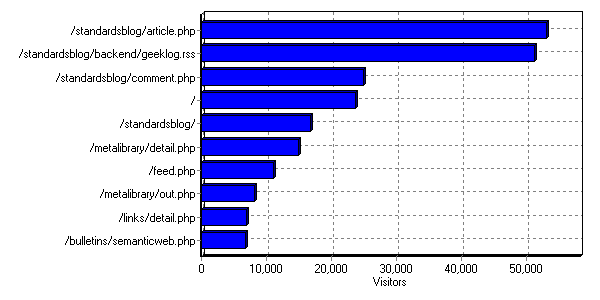 /standardsblog/article.php
/standardsblog/backend/geeklog.rss
/standardsblog/comment.php
/
/standardsblog/
/metalibrary/detail.php
/feed.php
/metalibrary/out.php
/links/detail.php
/bulletins/semanticweb.php
0 10,000 20,000 30,000 40,000 50,000
Visitors